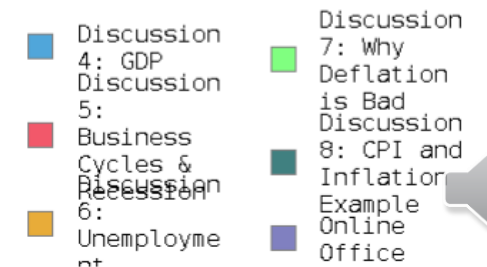 Discussion
4: GDP
Discussion
5:
Business
Cycles &
Recession
Discussion
6:
Unemployme
nt
Discussion
7: Why
Deflation
is Bad
Discussion
8: CPI and
Inflation
Example
Online
Office